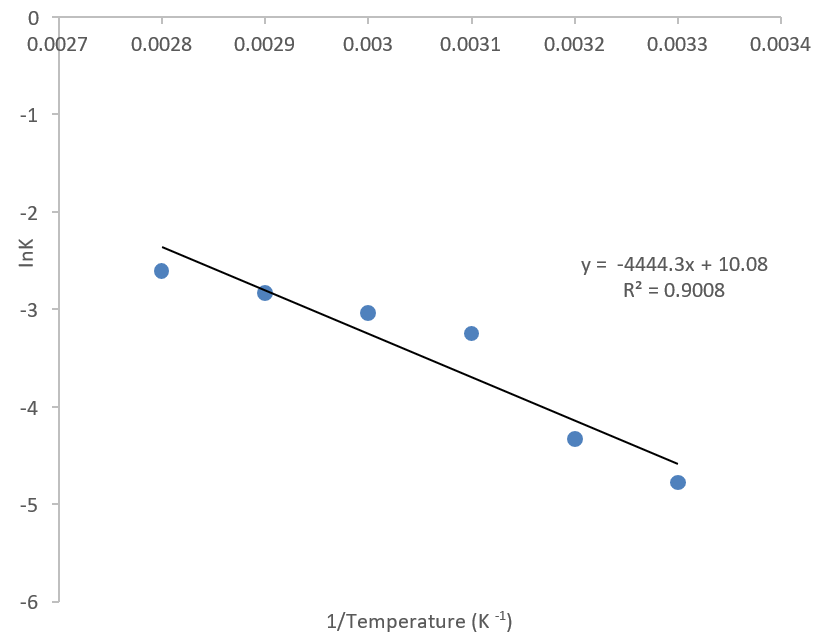 0
0.0027 0.0028 0.0029 0.003 0.0031 0.0032 0.0033 0.0034
-1
-2
lnK
y = -4444.3x + 10.08
R² = 0.9008
-3
-4
-5
-6
1/Temperature (K ⁻¹)